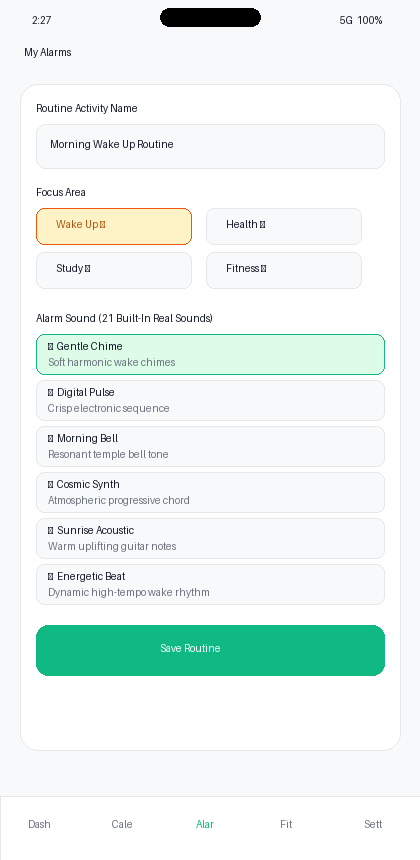 2:27 5G 100%
My Alarms
Routine Activity Name
Morning Wake Up Routine
Focus Area
Wake Up Health
Study Fitness
Alarm Sound (21 Built-In Real Sounds)
Gentle Chime
Soft harmonic wake chimes
Digital Pulse
Crisp electronic sequence
Morning Bell
Resonant temple bell tone
Cosmic Synth
Atmospheric progressive chord
Sunrise Acoustic
Warm uplifting guitar notes
Energetic Beat
Dynamic high-tempo wake rhythm
Save Routine
Dash Cale Alar Fit Sett